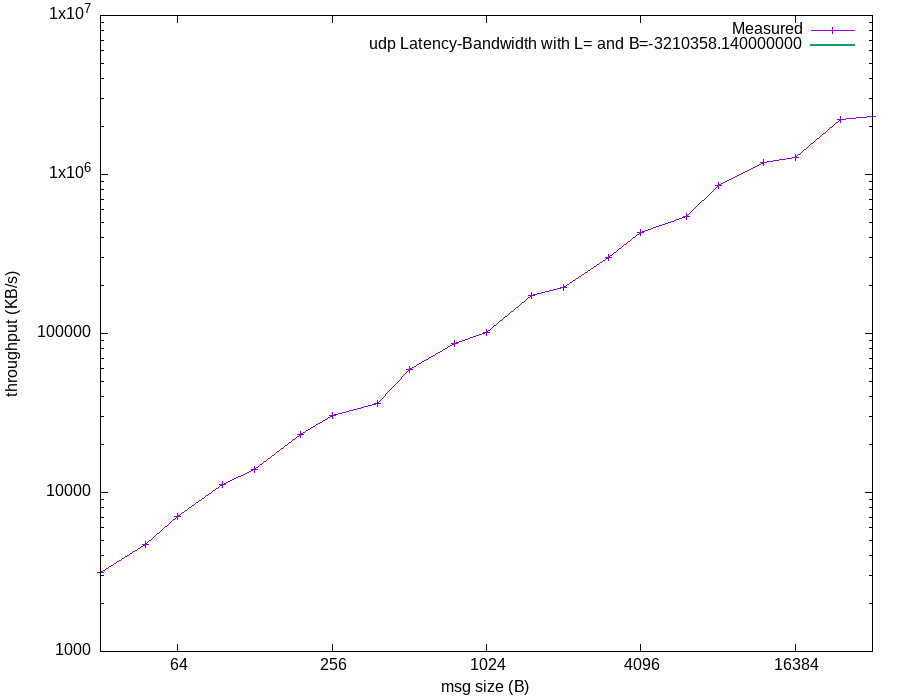 1x10^7
Measured
udp Latency-Bandwidth with L= and B=-3210358.140000000
1x10^6
throughput (KB/s)
100000
10000
1000
64 256 1024 4096 16384
msg size (B)